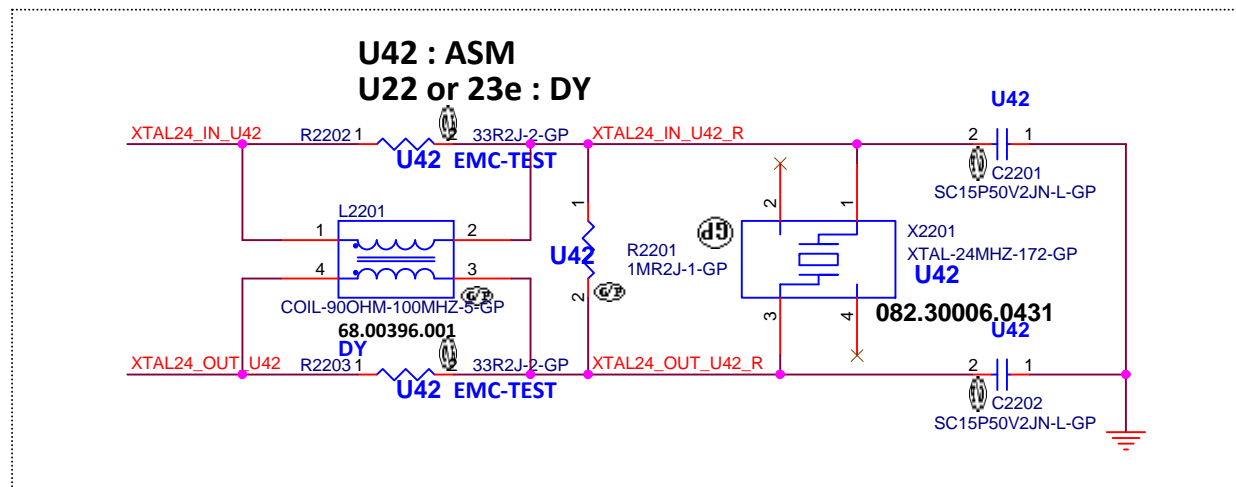 U42 : ASM
U22 or 23e : DY
U42
XTAL24_IN_U42
R2202
1
2
33R2J-2-GP
XTAL24_IN_U42_R
2
1
U42
EMC-TEST
C2201
SC15P50V2JN-L-GP
L2201
1
2
4
3
COIL-90OHM-100MHZ-5-GP
G/P
68.00396.001
DY
1
U42
R2201
1MR2J-1-GP
2
G/P
GP
2
1
X2201
XTAL-24MHZ-172-GP
U42
3
4
082.30006.0431
XTAL24_OUT_U42
R2203
1
2
33R2J-2-GP
XTAL24_OUT_U42_R
U42
EMC-TEST
U42
2
1
C2202
SC15P50V2JN-L-GP